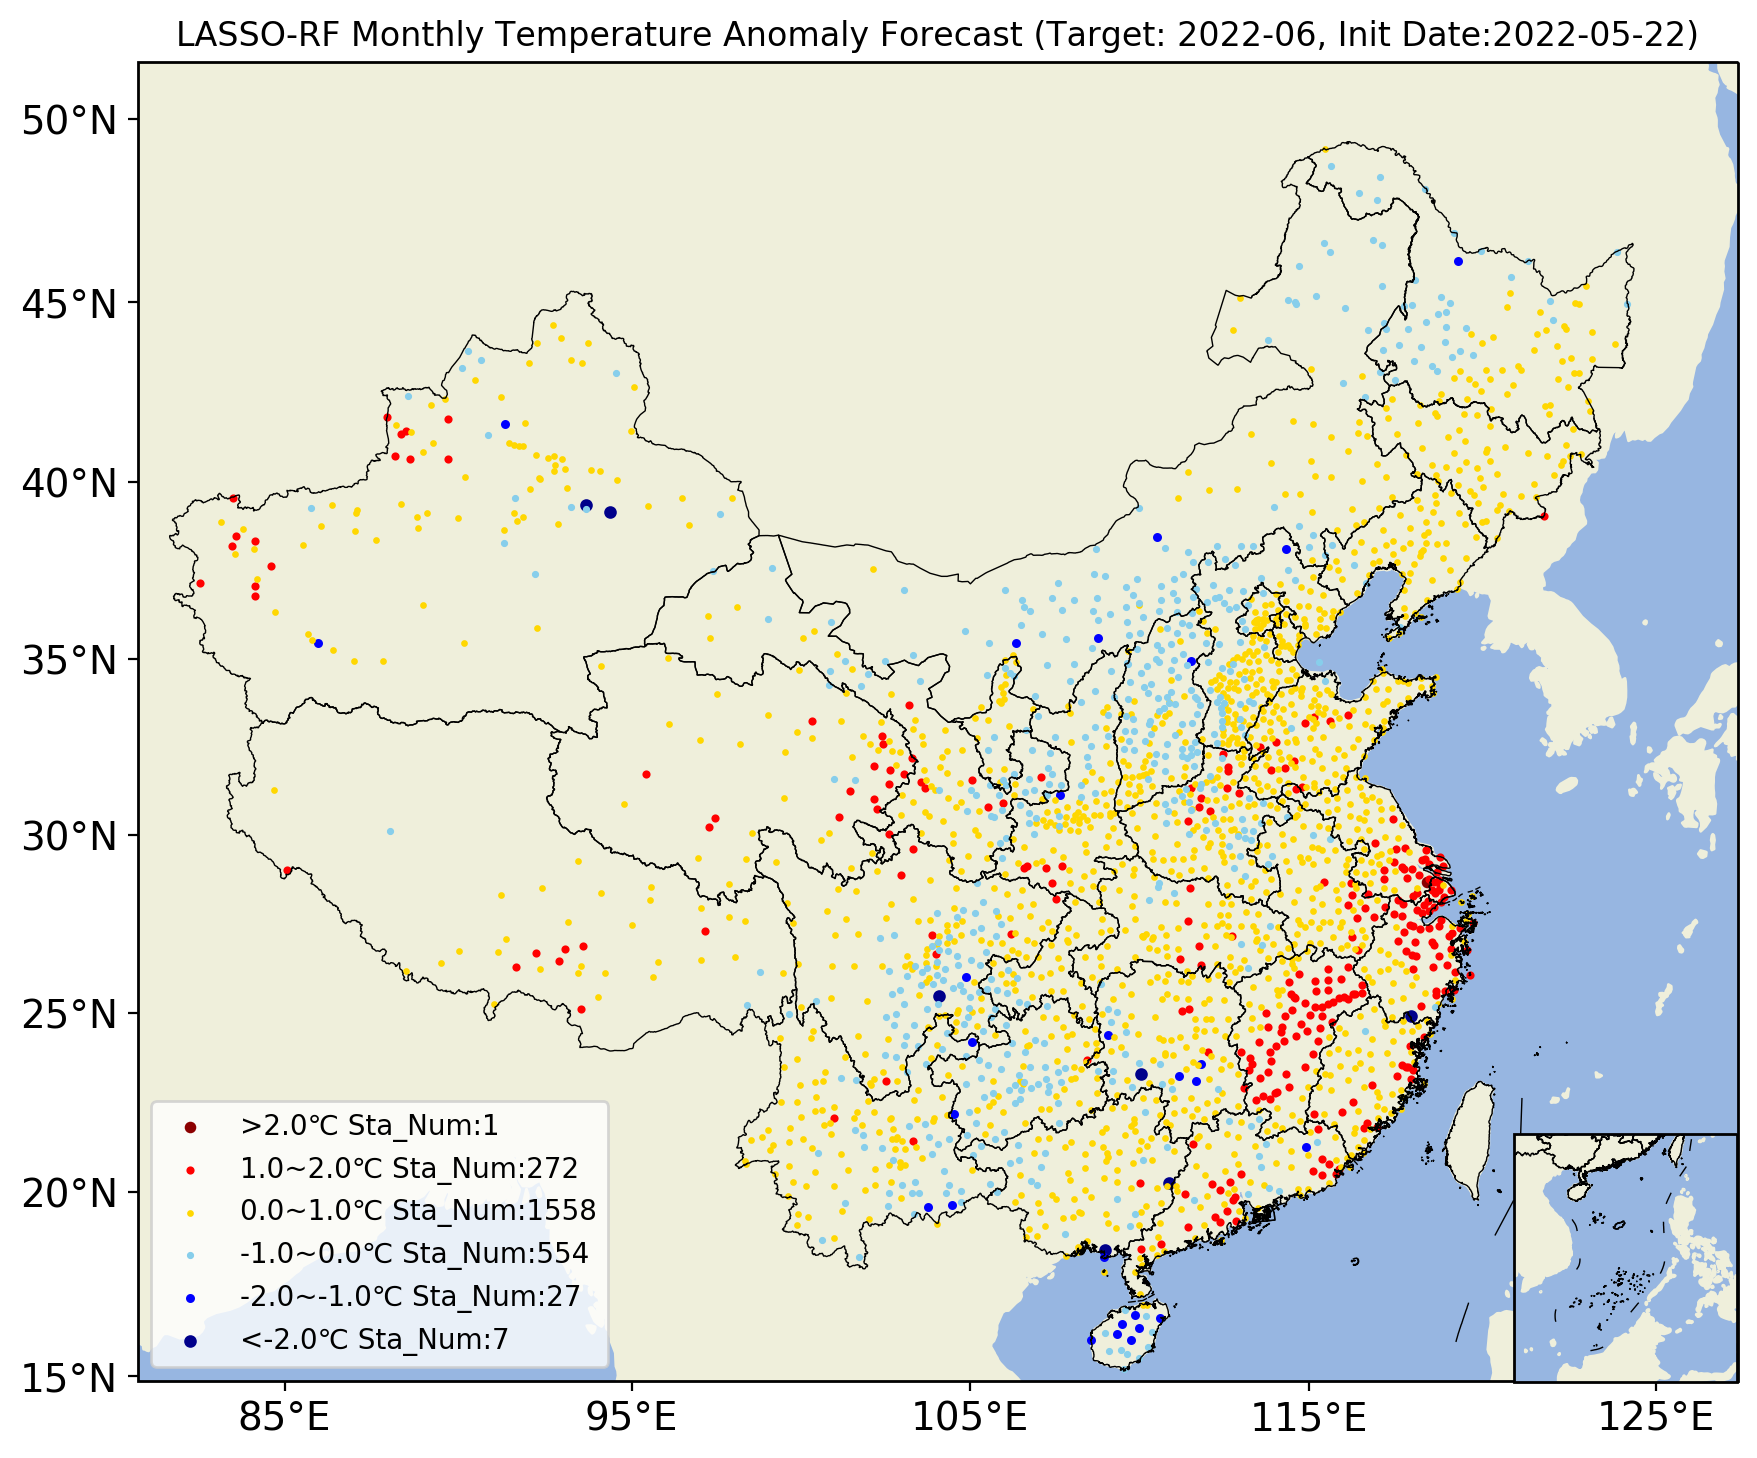 LASSO-RF Monthly Temperature Anomaly Forecast (Target: 2022-06, Init Date:2022-05-22)
50°N
45°N
40°N
35°N
30°N
25°N
20°N
15°N
>2.0℃ Sta_Num:1
1.0~2.0℃ Sta_Num:272
0.0~1.0℃ Sta_Num:1558
-1.0~0.0℃ Sta_Num:554
-2.0~-1.0℃ Sta_Num:27
<-2.0℃ Sta_Num:7
85°E
95°E
105°E
115°E
125°E